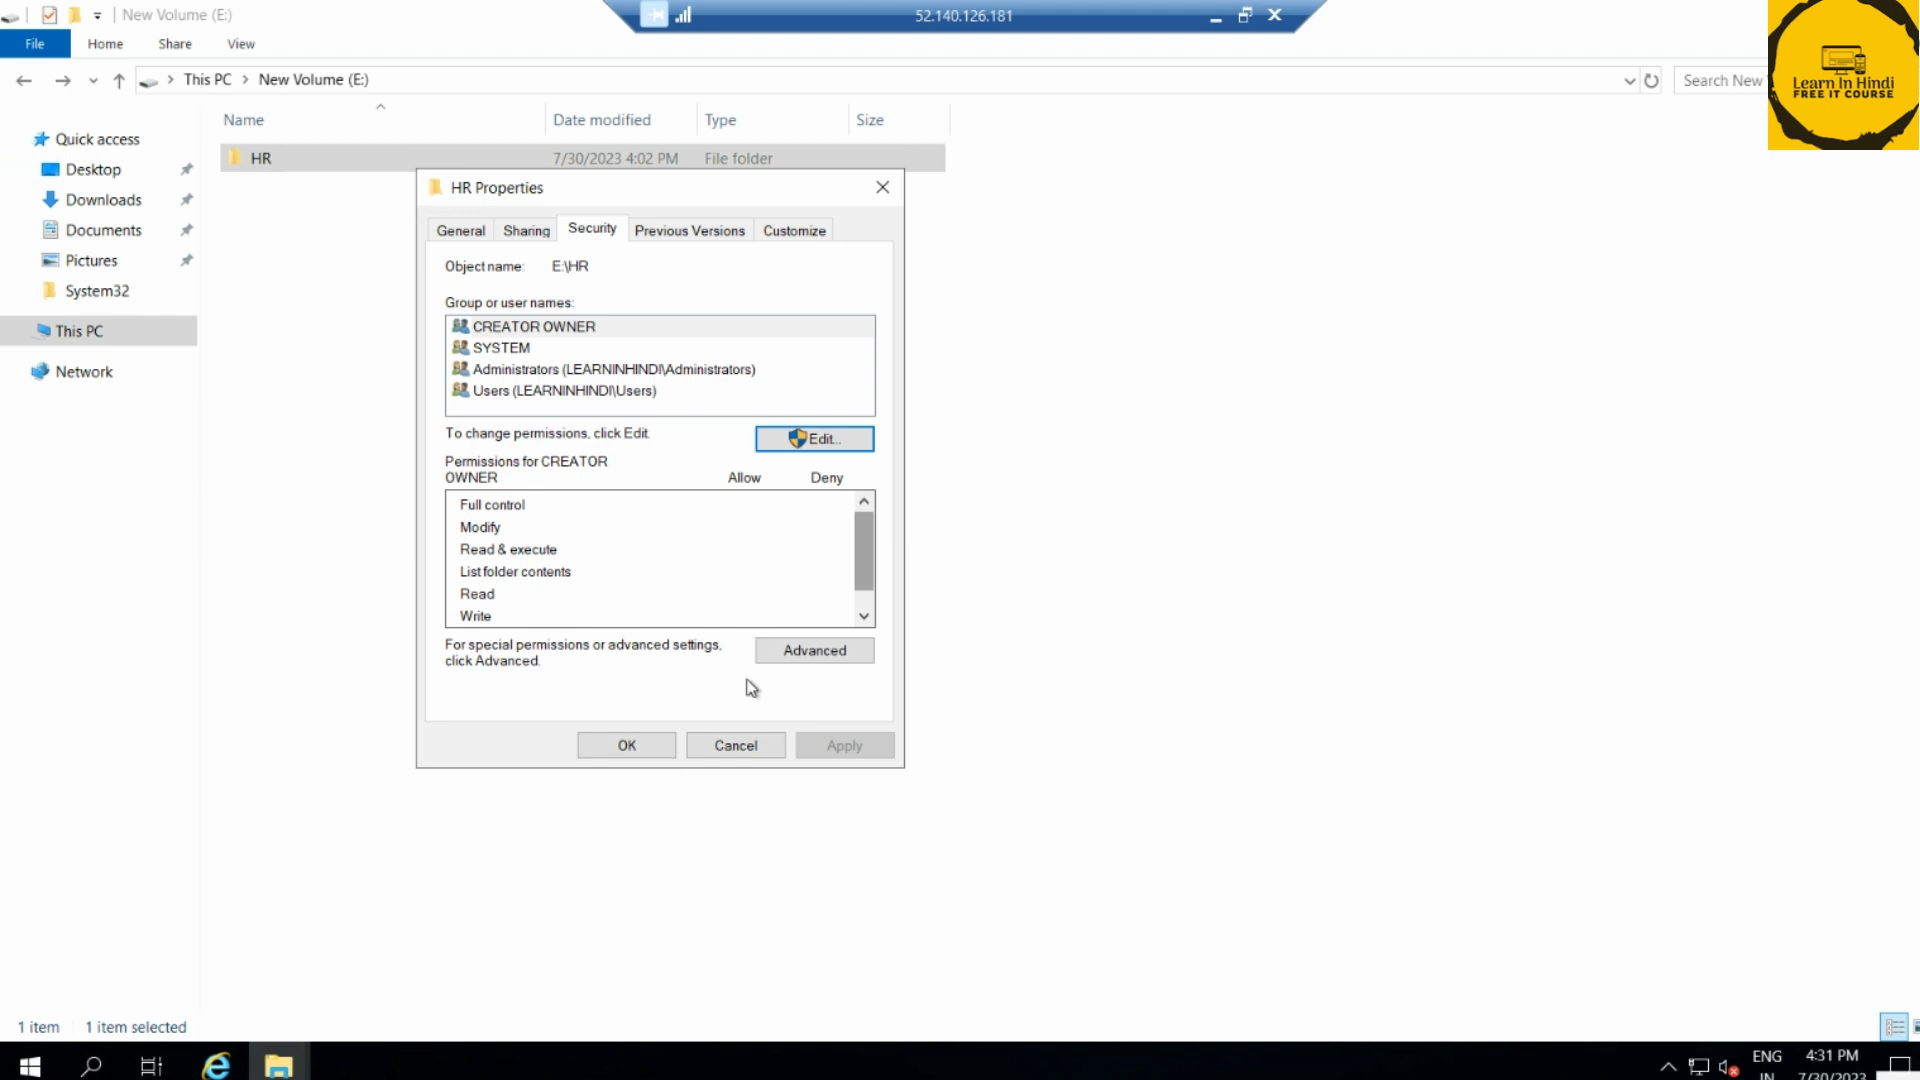 New Volume (E:)
52.140.126.181
File
Home
Share
View
This PC
New Volume (E:)
Search New
Learn In Hindi
FREE IT COURSE
Name
Date modified
Type
Size
Quick access
Desktop
Downloads
Documents
Pictures
System32
This PC
Network
HR
7/30/2023 4:02 PM
File folder
HR Properties
General
Sharing
Security
Previous Versions
Customize
Object name:
E:\HR
Group or user names:
CREATOR OWNER
SYSTEM
Administrators (LEARNINHINDI\Administrators)
Users (LEARNINHINDI\Users)
To change permissions, click Edit.
Edit...
Permissions for CREATOR
OWNER
Allow
Deny
Full control
Modify
Read & execute
List folder contents
Read
Write
For special permissions or advanced settings,
click Advanced.
Advanced
OK
Cancel
Apply
1 item
1 item selected
ENG
IN
4:31 PM
7/30/2023